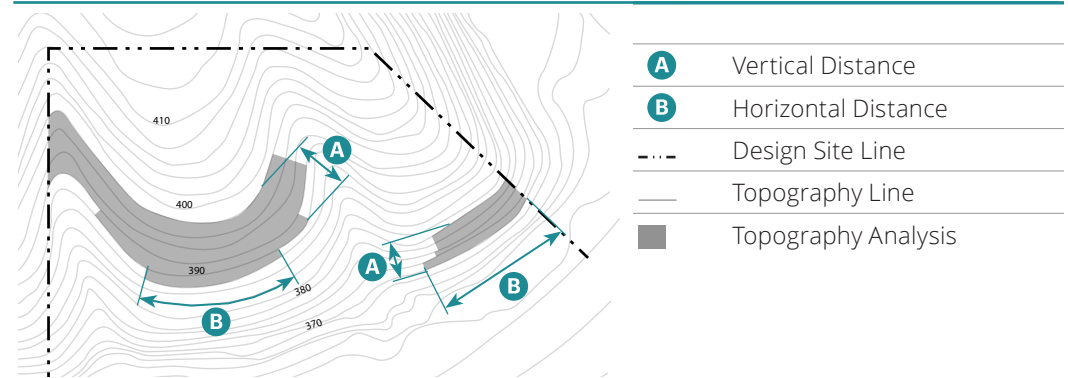 410
A
400
390
A
380
B
B
370
A Vertical Distance
B Horizontal Distance
Design Site Line
Topography Line
Topography Analysis